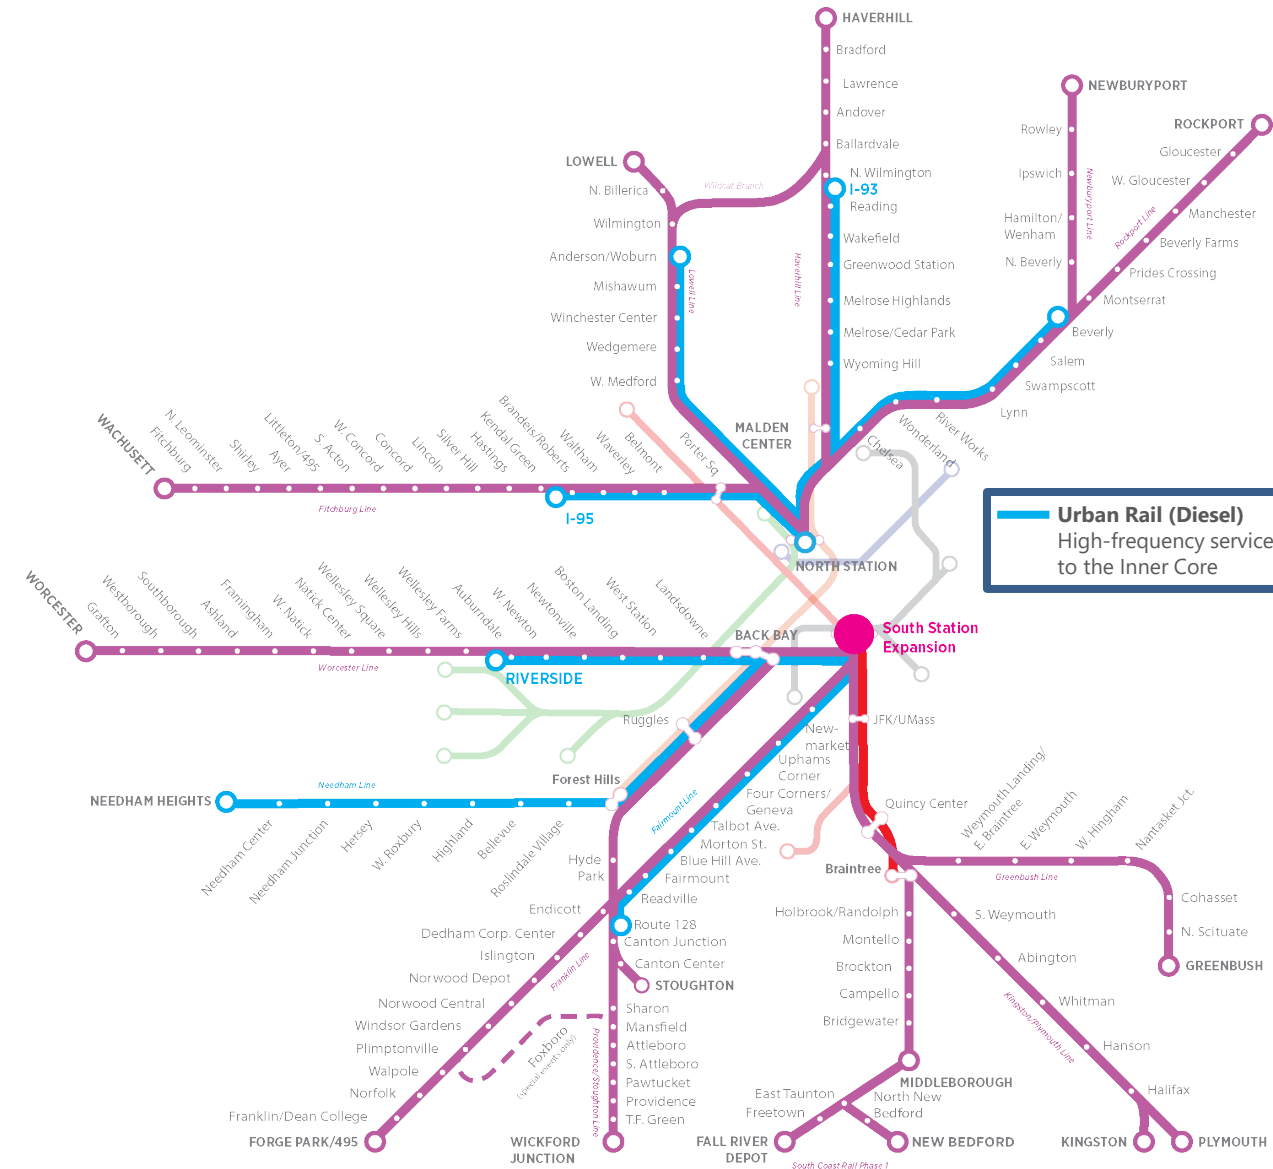 HAVERHILL
Bradford
Lawrence
Andover
Ballardvale
N. Wilmington
I-93
Reading
Wakefield
Greenwood Station
Melrose Highlands
Melrose/Cedar Park
Wyoming Hill
MALDEN
CENTER
Haverhill Line
Wildcat Branch
LOWELL
N. Billerica
Wilmington
Anderson/Woburn
Mishawum
Winchester Center
Wedgemere
W. Medford
Lowell Line
NEWBURYPORT
Rowley
Ipswich
Hamilton/
Wenham
N. Beverly
Newburyport Line
ROCKPORT
Gloucester
W. Gloucester
Manchester
Beverly Farms
Prides Crossing
Montserrat
Rockport Line
Beverly
Salem
Swampscott
Lynn
River Works
Wonderland
Chelsea
WACHUSETT
Fitchburg
N. Leominster
Shirley
Ayer
Littleton/495
S. Acton
W. Concord
Concord
Lincoln
Silver Hill
Hastings
Kendal Green
Brandeis/Roberts
Waltham
Waverley
Belmont
Porter Sq
Fitchburg Line
I-95
NORTH STATION
Urban Rail (Diesel)
High-frequency service
to the Inner Core
WORCESTER
Grafton
Westborough
Southborough
Ashland
Framingham
W. Natick
Natick Center
Wellesley Square
Wellesley Hills
Wellesley Farms
Auburndale
W. Newton
Newtonville
Boston Landing
West Station
Landsdowne
BACK BAY
Worcester Line
RIVERSIDE
South Station
Expansion
Ruggles
Forest Hills
JFK/UMass
New-
market
Uphams
Corner
Four Corners/
Geneva
Talbot Ave.
Morton St.
Blue Hill Ave.
Fairmount
Readville
Fairmount Line
NEEDHAM HEIGHTS
Needham Line
Needham Center
Needham Junction
Hersey
W. Roxbury
Highland
Bellevue
Roslindale Village
Hyde
Park
Quincy Center
Braintree
Weymouth Landing/
E. Braintree
E. Weymouth
W. Hingham
Nantasket Jct.
Greenbush Line
Cohasset
N. Scituate
GREENBUSH
Endicott
Dedham Corp. Center
Islington
Norwood Depot
Norwood Central
Windsor Gardens
Plimptonville
Walpole
Norfolk
Franklin/Dean College
FORGE PARK/495
Franklin Line
Foxboro
(special events only)
Route 128
Canton Junction
Canton Center
STOUGHTON
Sharon
Mansfield
Attleboro
S. Attleboro
Pawtucket
Providence
T.F. Green
WICKFORD
JUNCTION
Providence/Stoughton Line
Holbrook/Randolph
Montello
Brockton
Campello
Bridgewater
MIDDLEBOROUGH
East Taunton
Freetown
North New
Bedford
FALL RIVER
DEPOT
NEW BEDFORD
South Coast Rail Phase 1
S. Weymouth
Abington
Whitman
Hanson
Halifax
Kingston/Plymouth Line
KINGSTON
PLYMOUTH